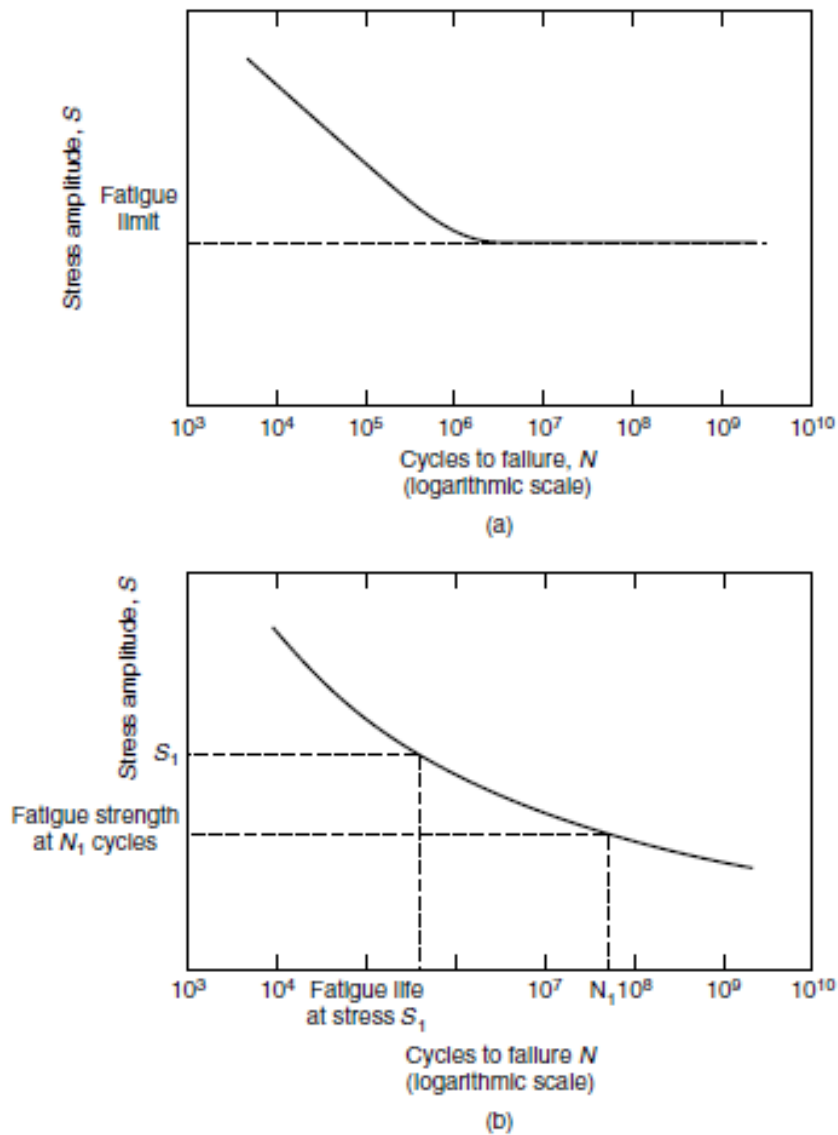 Stress amplitude, S
Fatigue
limit
10³ 10⁴ 10⁵ 10⁶ 10⁷ 10⁸ 10⁹ 10¹⁰
Cycles to failure, N
(logarithmic scale)
(a)
Stress amplitude, S
S₁
Fatigue strength
at N₁ cycles
10³ 10⁴ 10⁷ N₁ 10⁸ 10⁹ 10¹⁰
Fatigue life
at stress S₁
Cycles to failure N
(logarithmic scale)
(b)